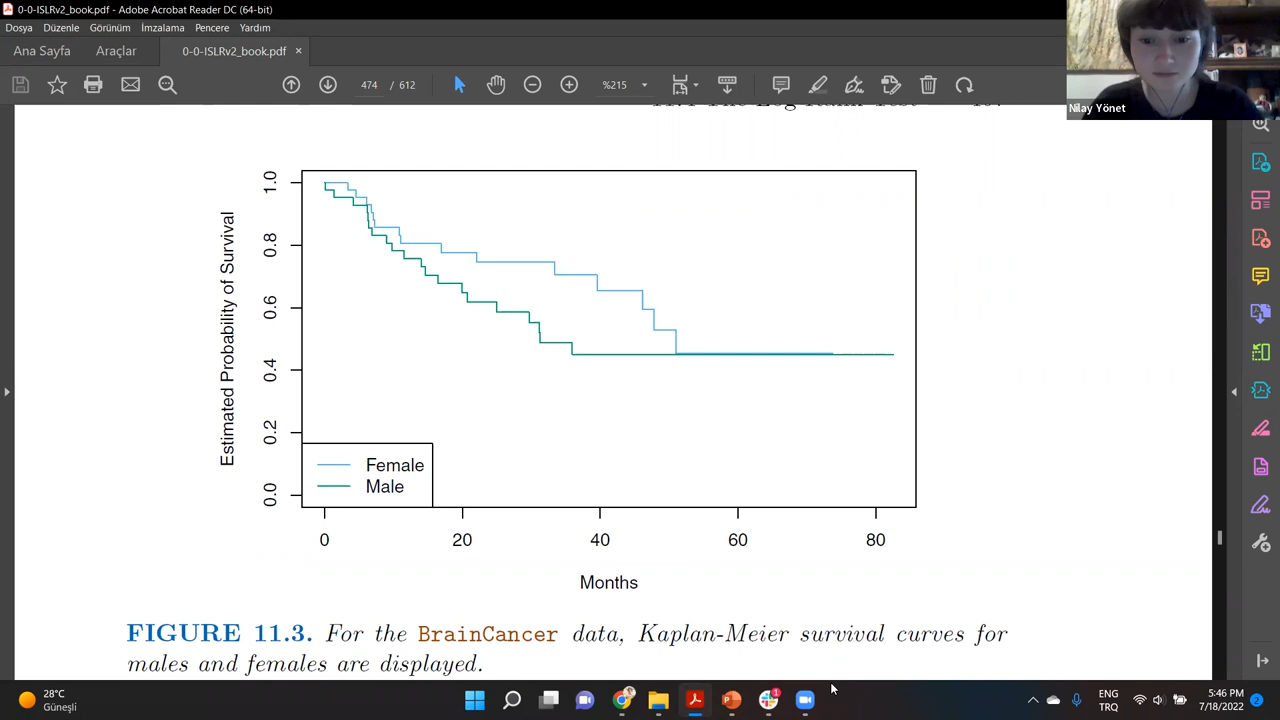 0-0-ISLRv2_book.pdf - Adobe Acrobat Reader DC (64-bit)
Dosya Düzenle Görünüm İmzalama Pencere Yardım
Ana Sayfa Araçlar 0-0-ISLRv2_book.pdf ×
474 / 612 %215
Nilay Yönet
Estimated Probability of Survival
1.0
0.8
0.6
0.4
0.2
0.0
Female
Male
0 20 40 60 80
Months
FIGURE 11.3. For the BrainCancer data, Kaplan-Meier survival curves for
males and females are displayed.
28°C
Güneşli
1
ENG
TRQ
5:46 PM
7/18/2022
2